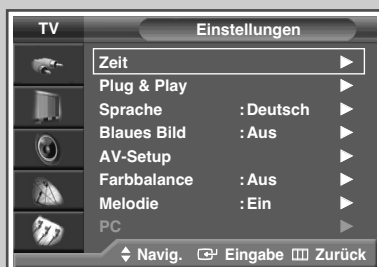 TV Einstellungen
Zeit
Plug & Play
Sprache : Deutsch
Blaues Bild : Aus
AV-Setup
Farbbalance : Aus
Melodie : Ein
PC
Navig. Eingabe Zurück